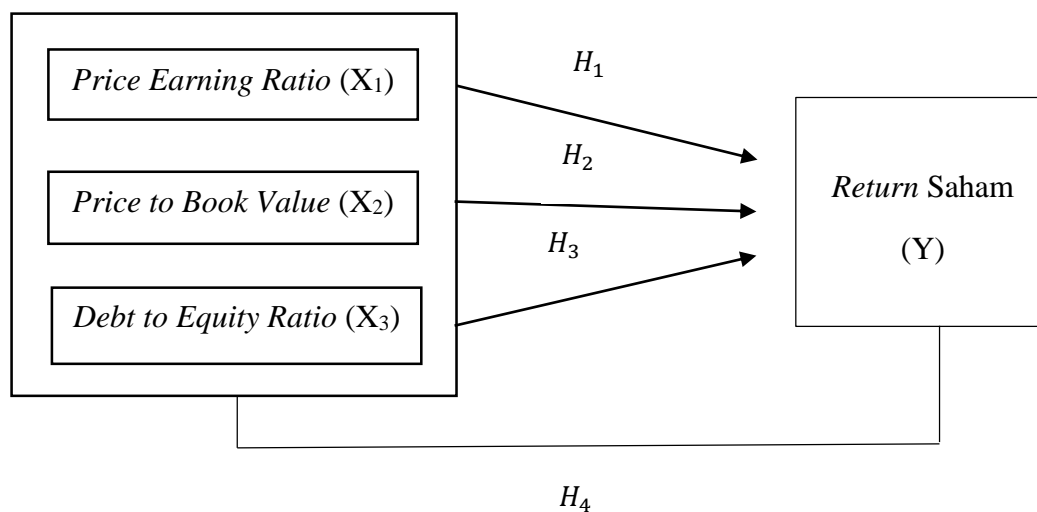 Price Earning Ratio (X₁)
H₁
Price to Book Value (X₂)
H₂
Debt to Equity Ratio (X₃)
H₃
Return Saham
(Y)
H₄